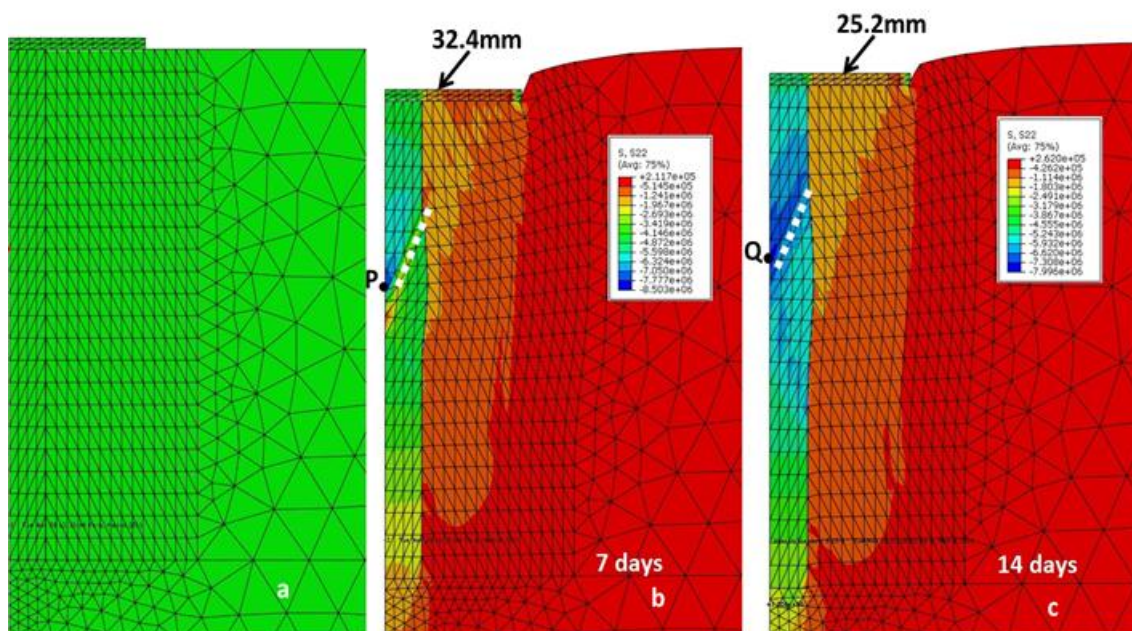 32.4mm
25.2mm
S, S22
(Avg: 75%)
+2.117e+05
-5.145e+05
-1.241e+06
-1.967e+06
-2.693e+06
-3.419e+06
-4.146e+06
-4.872e+06
-5.598e+06
-6.324e+06
-7.050e+06
-7.777e+06
-8.503e+06
S, S22
(Avg: 75%)
+2.620e+05
-4.262e+05
-1.114e+06
-1.803e+06
-2.491e+06
-3.179e+06
-3.867e+06
-4.555e+06
-5.243e+06
-5.932e+06
-6.620e+06
-7.308e+06
-7.996e+06
P
Q
7 days
14 days
a
b
c